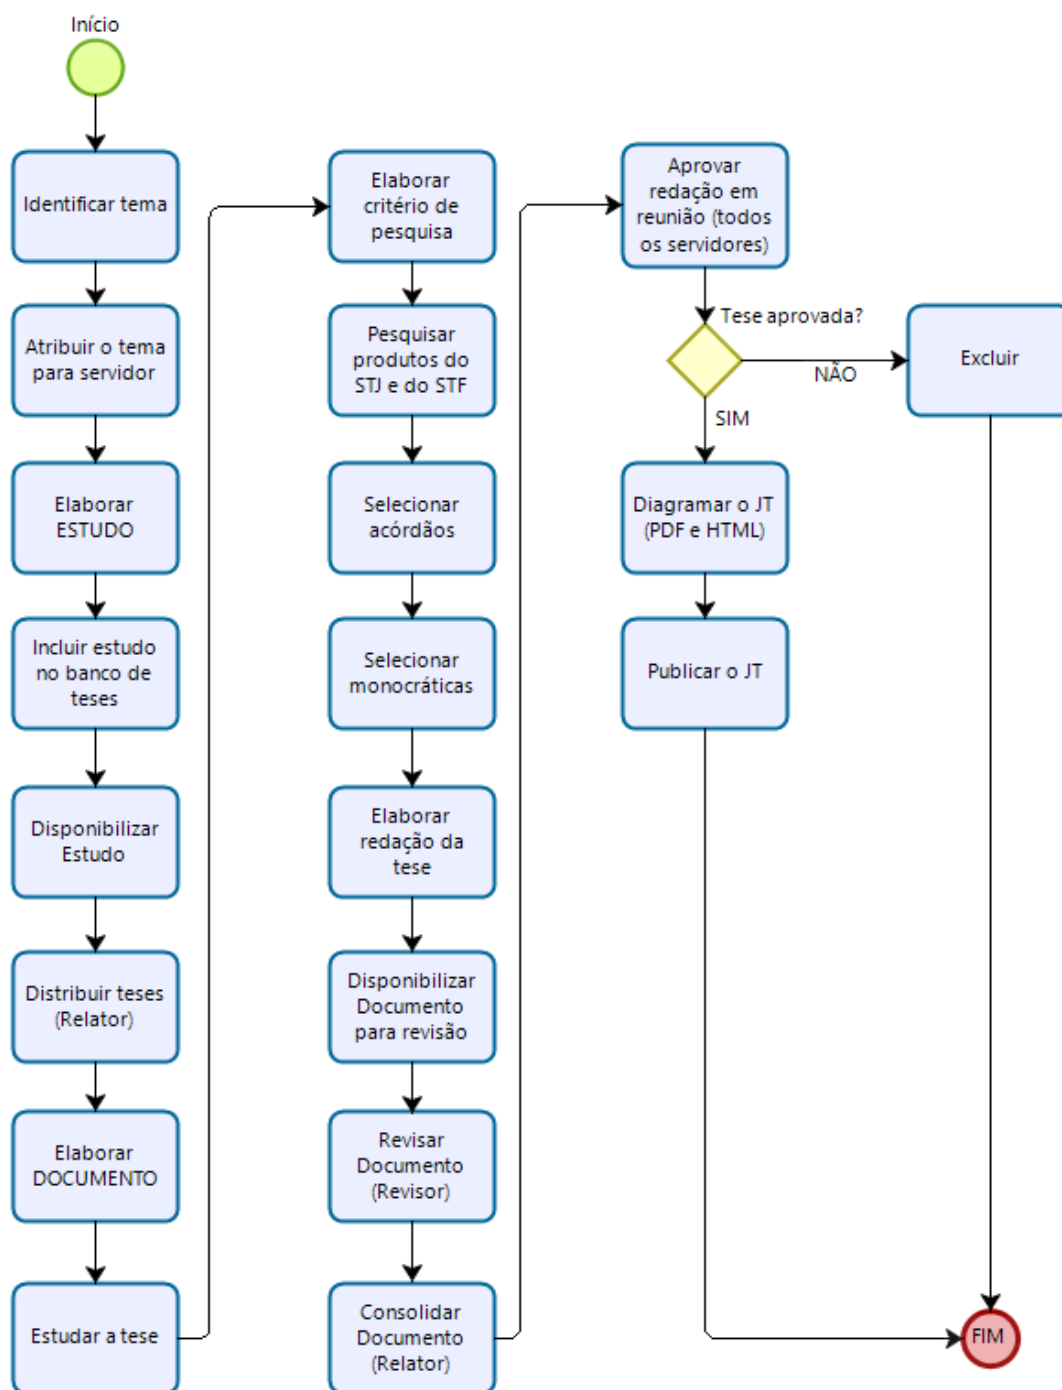 Início
Identificar tema
Atribuir o tema
para servidor
Elaborar
ESTUDO
Incluir estudo
no banco de
teses
Disponibilizar
Estudo
Distribuir teses
(Relator)
Elaborar
DOCUMENTO
Estudar a tese
Elaborar
critério de
pesquisa
Pesquisar
produtos do
STJ e do STF
Selecionar
acórdãos
Selecionar
monocráticas
Elaborar
redação da
tese
Disponibilizar
Documento
para revisão
Revisar
Documento
(Revisor)
Consolidar
Documento
(Relator)
Aprovar
redação em
reunião (todos
os servidores)
Tese aprovada?
NÃO
Excluir
SIM
Diagramar o JT
(PDF e HTML)
Publicar o JT
FIM